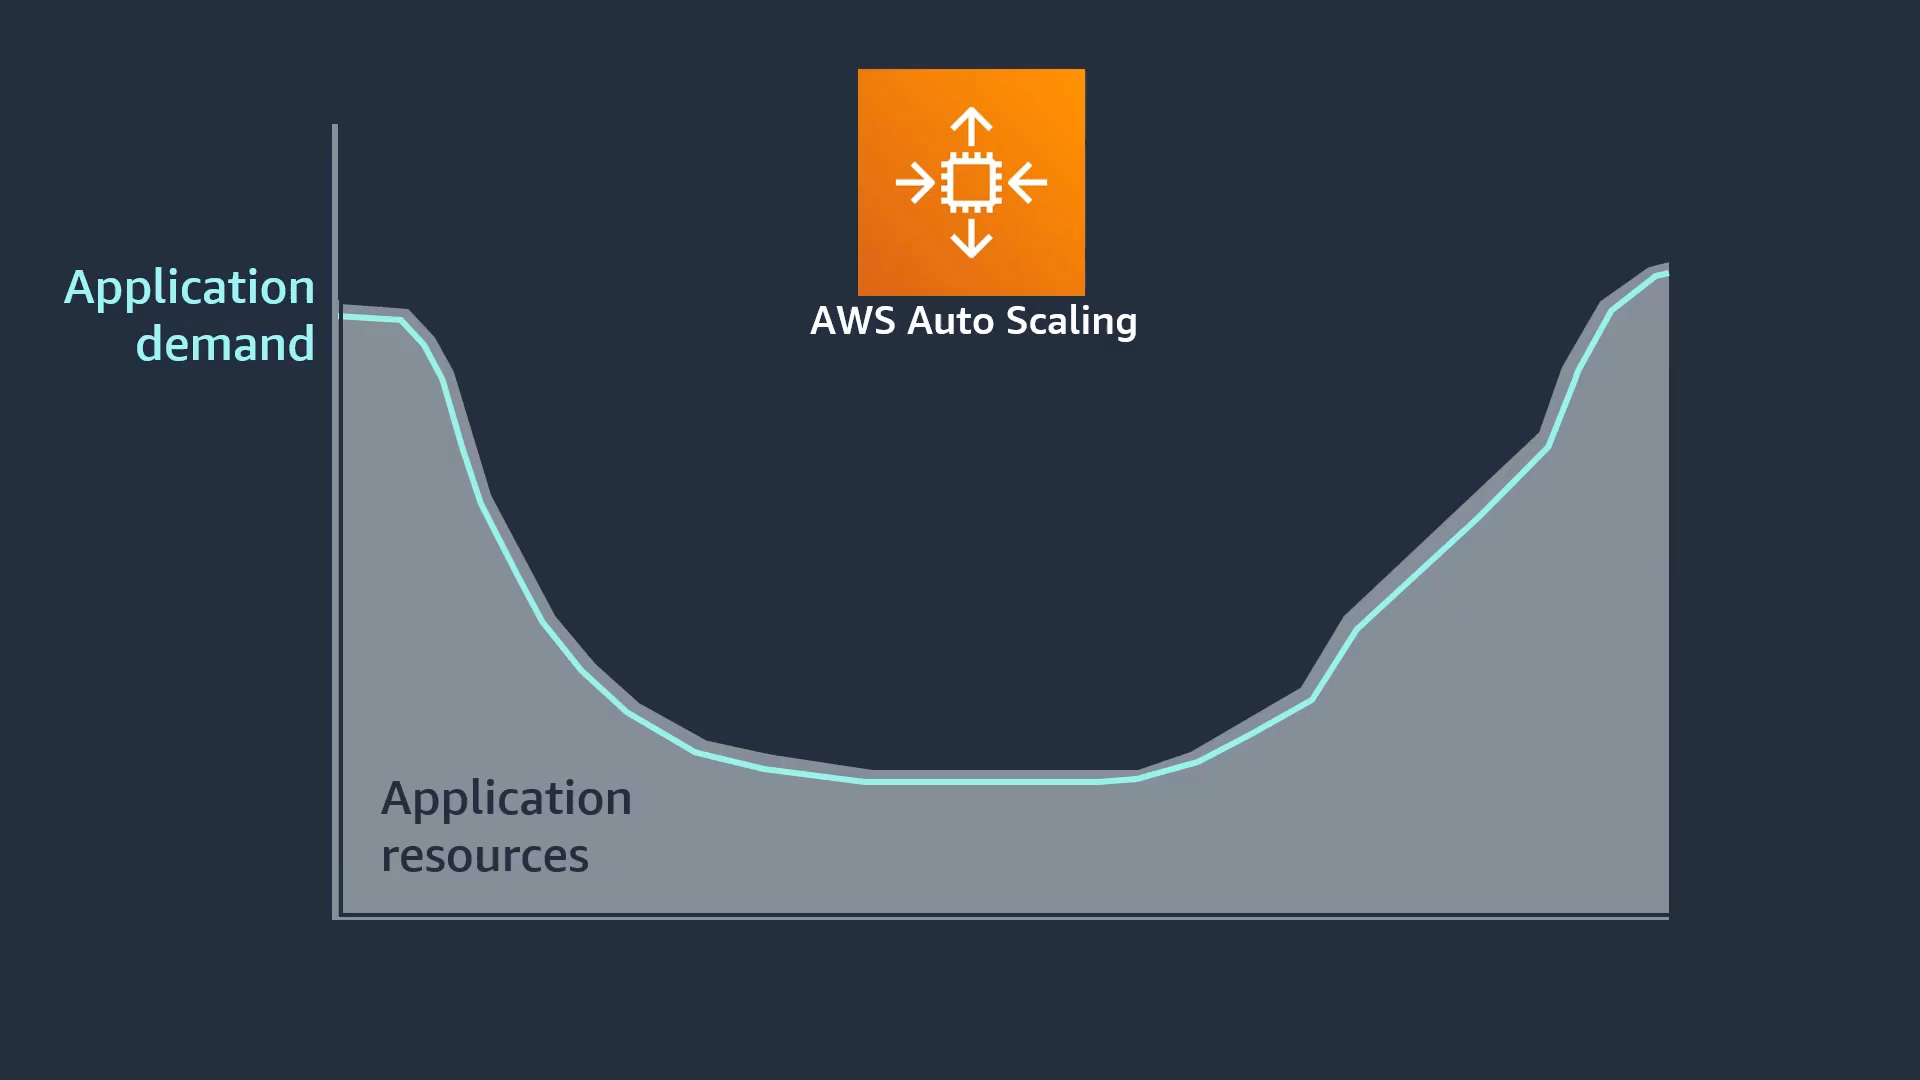 AWS Auto Scaling
Application
demand
Application
resources